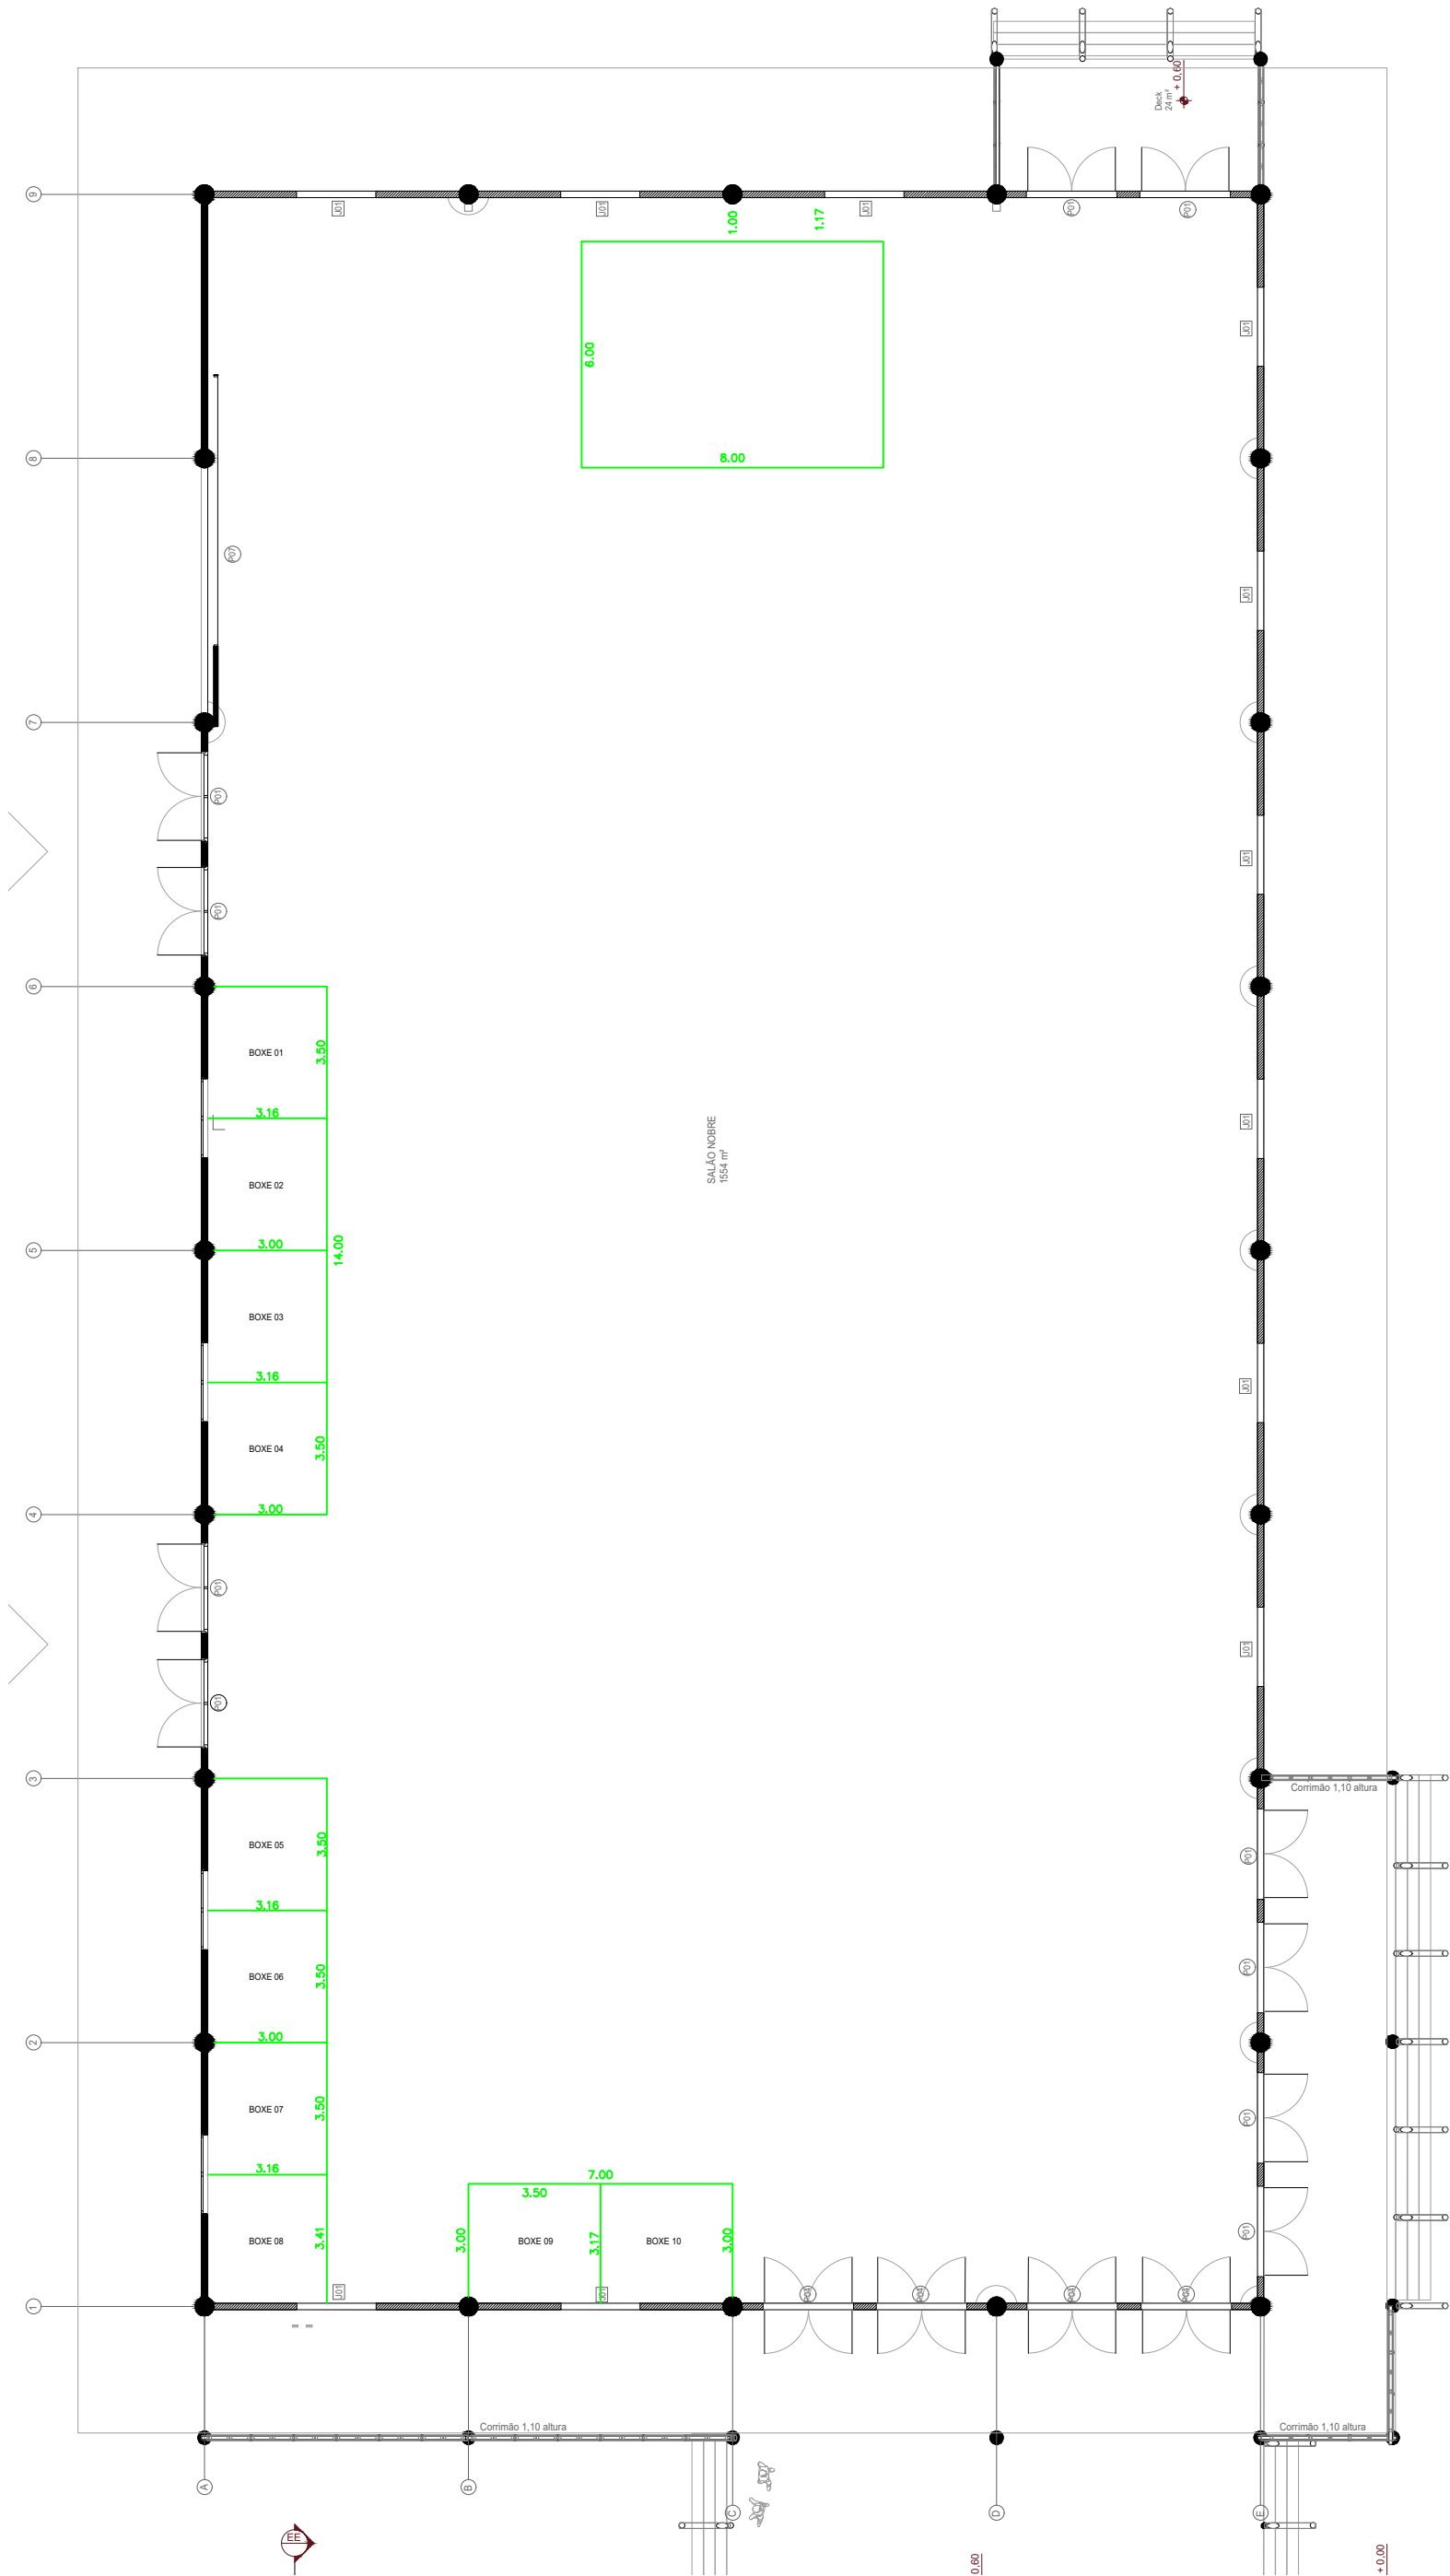 + 0,60
Deck
24 m²
9
J01
J01
J01
P01
P01
1.00
1.17
6.00
8.00
J01
8
P07
J01
7
P01
J01
P01
6
BOXE 01
3.50
3.16
J01
SALÃO NOBRE
1554 m²
BOXE 02
5
3.00
14.00
BOXE 03
3.16
J01
BOXE 04
3.50
4
3.00
P01
J01
P01
3
Corrimão 1,10 altura
BOXE 05
3.50
P01
3.16
P01
BOXE 06
3.50
2
3.00
BOXE 07
3.50
P01
3.16
7.00
3.50
P01
BOXE 08
3.41
3.00
BOXE 09
3.17
BOXE 10
3.00
J01
J01
1
Corrimão 1,10 altura
Corrimão 1,10 altura
A
B
C
D
E
EE
0,60
+ 0.00